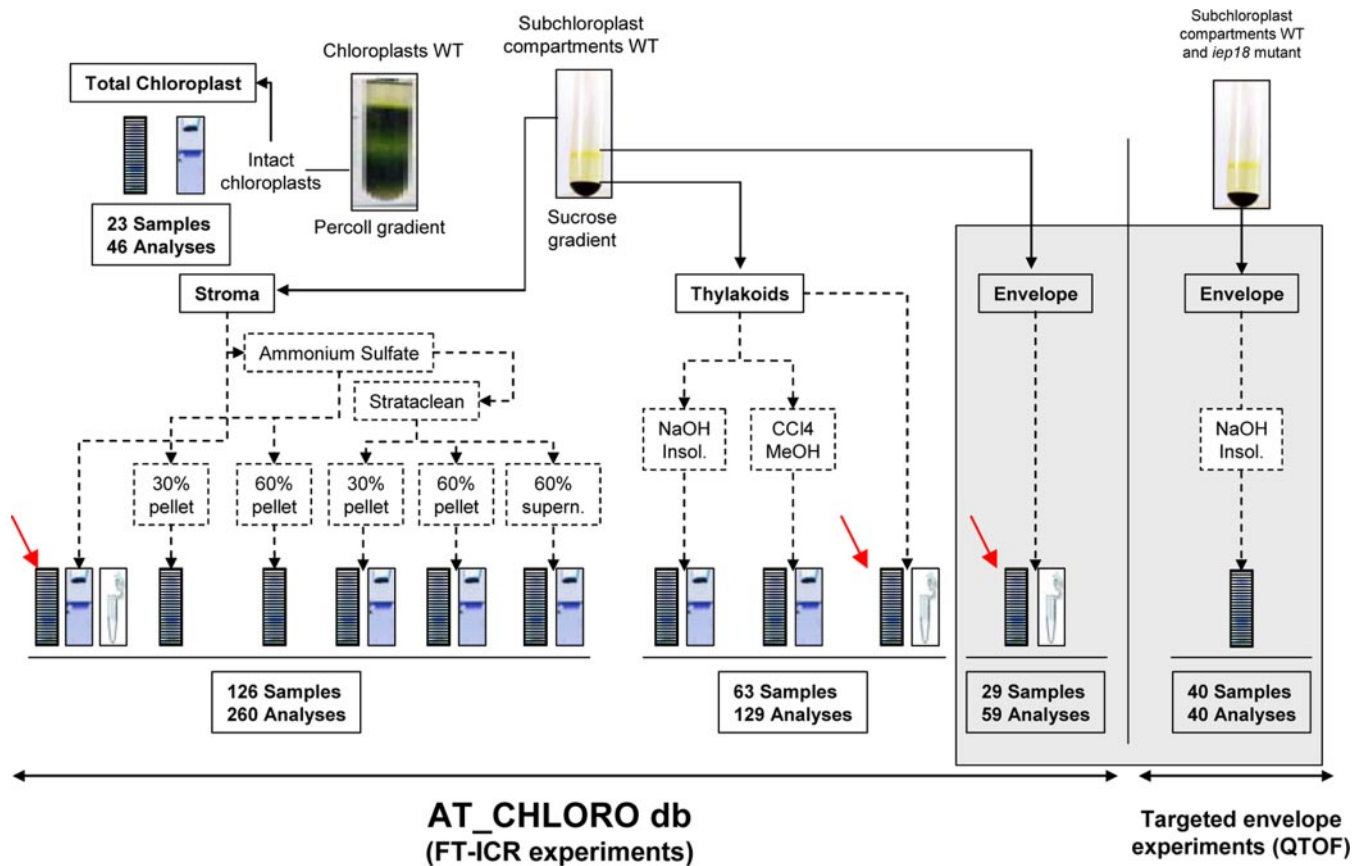 Subchloroplast
compartments WT
Subchloroplast
compartments WT
and iep18 mutant
Chloroplasts WT
Total Chloroplast
Intact
chloroplasts
23 Samples
46 Analyses
Percoll gradient
Sucrose
gradient
Stroma
Thylakoids
Envelope
Envelope
Ammonium Sulfate
Strataclean
NaOH
Insol.
CCl4
MeOH
NaOH
Insol.
30%
pellet
60%
pellet
30%
pellet
60%
pellet
60%
supern.
126 Samples
260 Analyses
63 Samples
129 Analyses
29 Samples
59 Analyses
40 Samples
40 Analyses
AT_CHLORO db
(FT-ICR experiments)
Targeted envelope
experiments (QTOF)